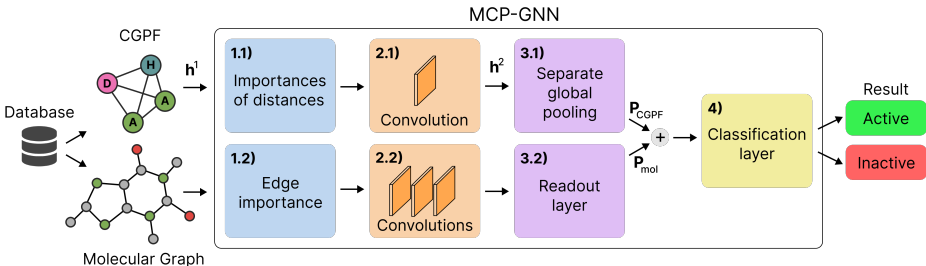 MCP-GNN
CGPF
D
H
A
A
h1
1.1)
Importances
of distances
2.1)
Convolution
h2
3.1)
Separate
global
pooling
PCGPF
Database
1.2)
Edge
importance
2.2)
Convolutions
3.2)
Readout
layer
Pmol
+
4)
Classification
layer
Result
Active
Inactive
Molecular Graph